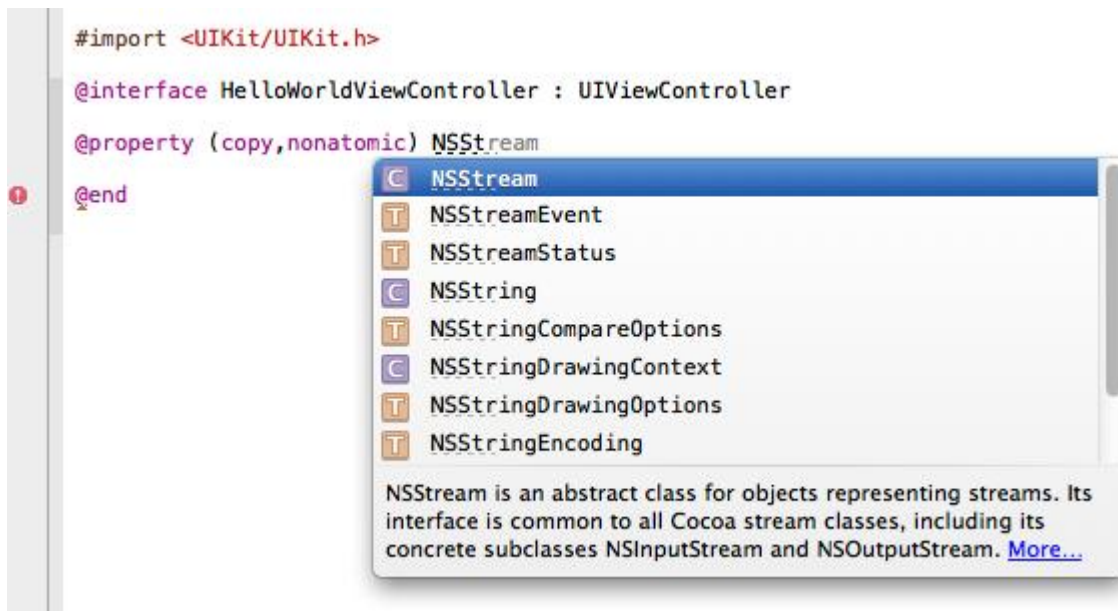 #import <UIKit/UIKit.h>
@interface HelloWorldViewController : UIViewController
@property (copy,nonatomic) NSStream
@end
C NSStream
T NSStreamEvent
T NSStreamStatus
C NSString
T NSStringCompareOptions
C NSStringDrawingContext
T NSStringDrawingOptions
T NSStringEncoding
NSStream is an abstract class for objects representing streams. Its
interface is common to all Cocoa stream classes, including its
concrete subclasses NSInputStream and NSOutputStream. More...